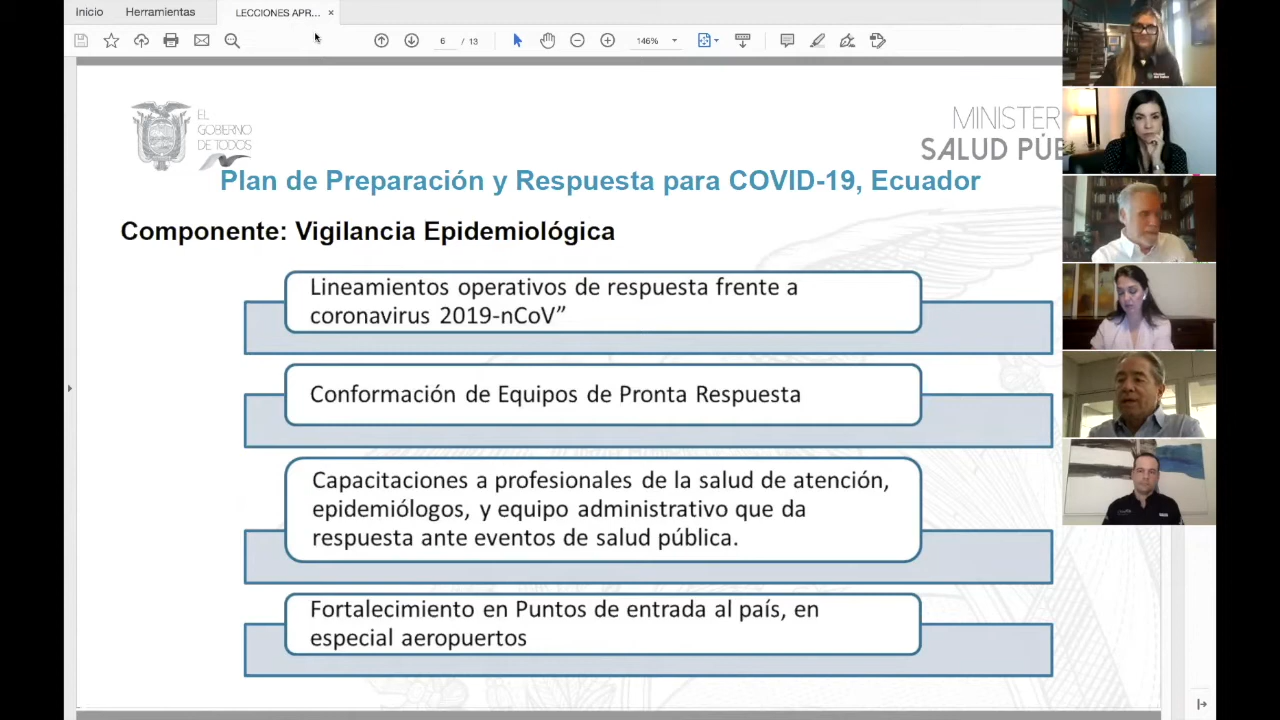 Inicio Herramientas LECCIONES APR... ×
6 / 13 146%
EL
GOBIERNO
DE TODOS
MINISTER
SALUD PÚB
Plan de Preparación y Respuesta para COVID-19, Ecuador
Componente: Vigilancia Epidemiológica
Lineamientos operativos de respuesta frente a
coronavirus 2019-nCoV”
Conformación de Equipos de Pronta Respuesta
Capacitaciones a profesionales de la salud de atención,
epidemiólogos, y equipo administrativo que da
respuesta ante eventos de salud pública.
Fortalecimiento en Puntos de entrada al país, en
especial aeropuertos